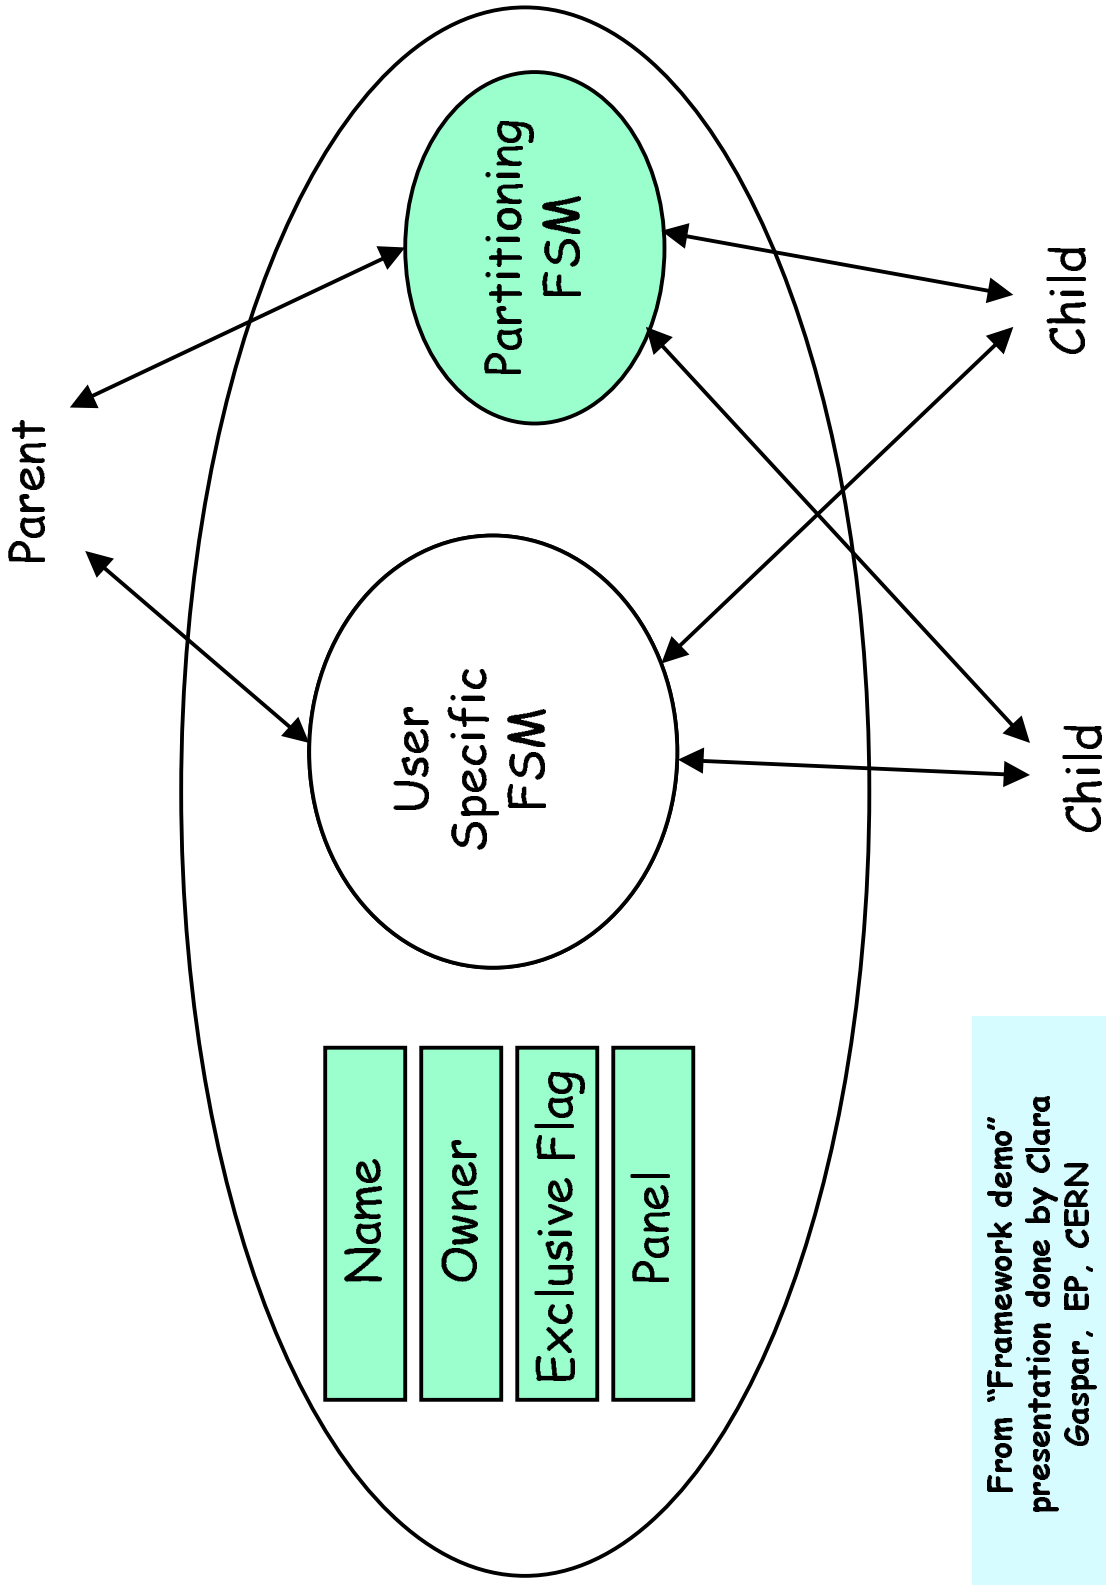 Parent
Name
Owner
Exclusive Flag
Panel
User
Specific
FSM
Partitioning
FSM
Child
Child
From “Framework demo”
presentation done by Clara
Gaspar, EP, CERN